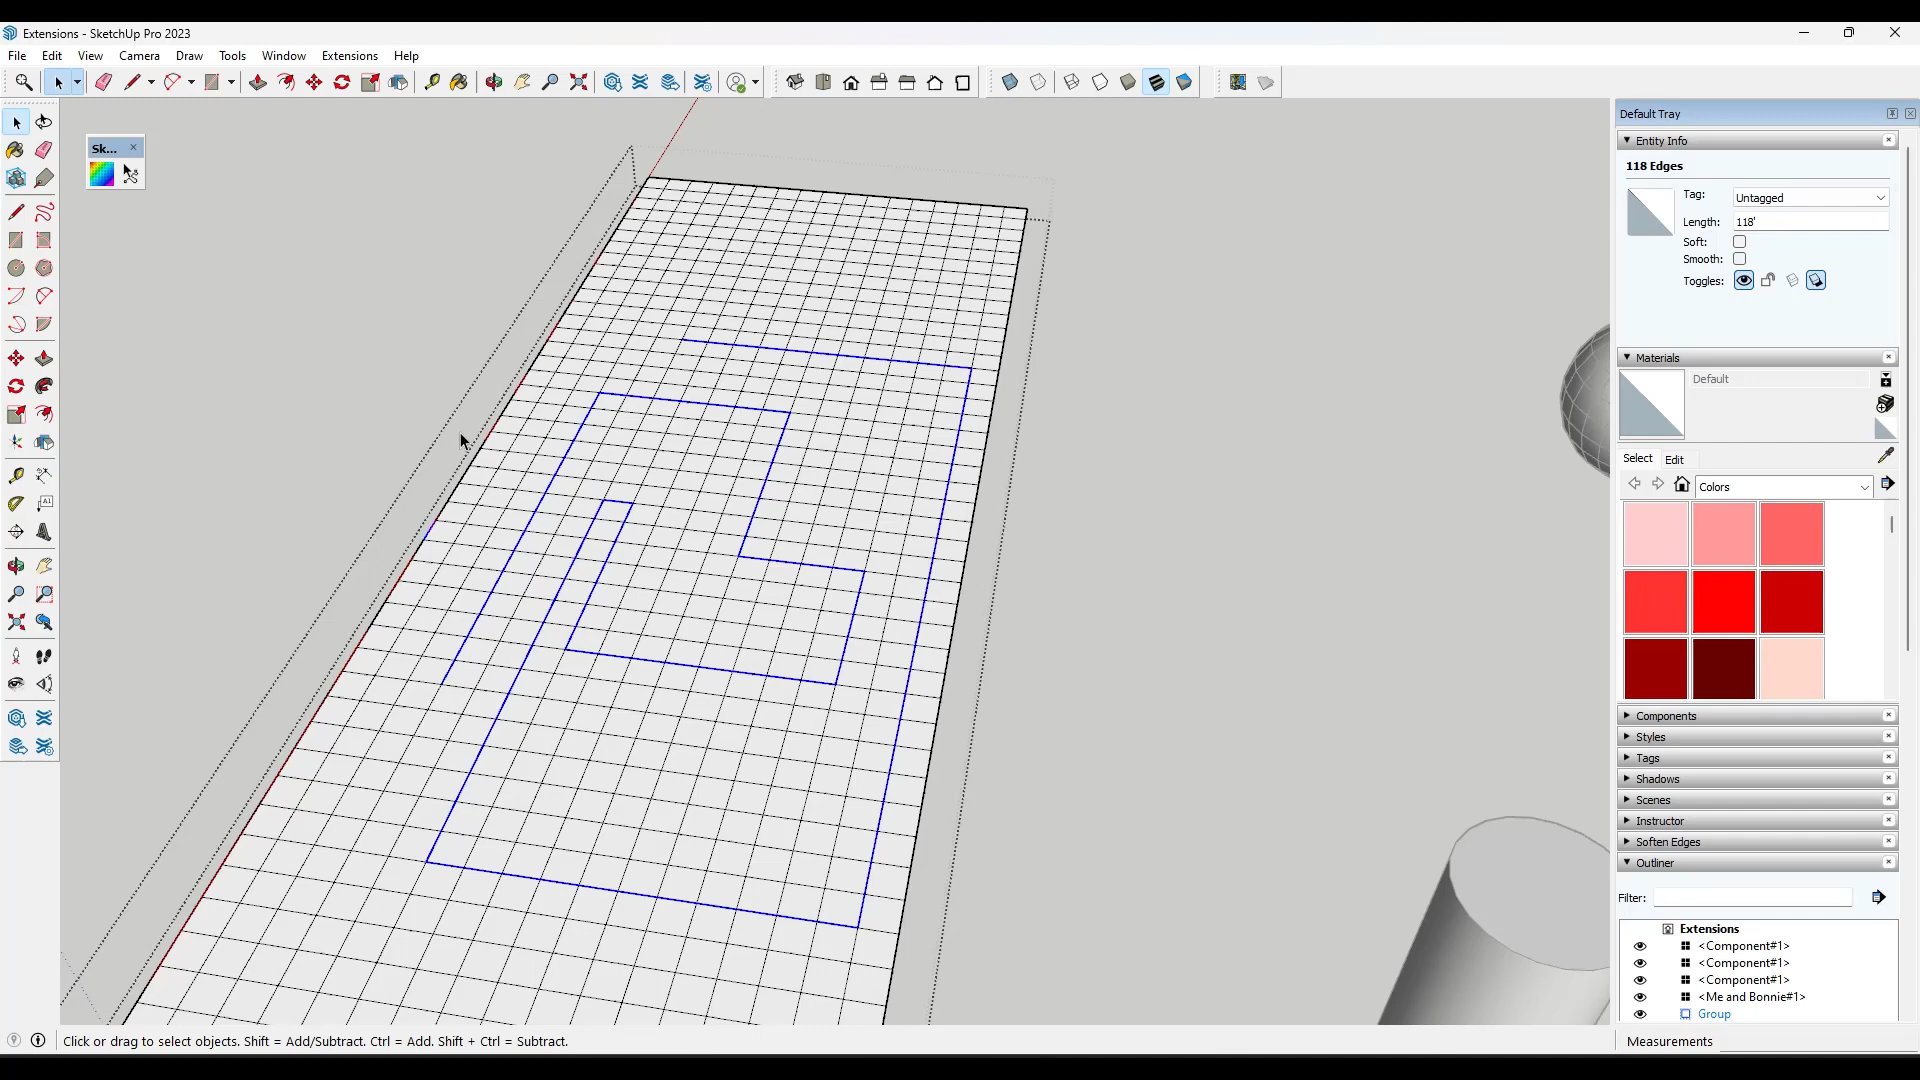 Extensions - SketchUp Pro 2023
File Edit View Camera Draw Tools Window Extensions Help
Sk...
A1
Default Tray
Entity Info
118 Edges
Tag: Untagged
Length: 118'
Soft:
Smooth:
Toggles:
Materials
Default
Select Edit
Colors
Components
Styles
Tags
Shadows
Scenes
Instructor
Soften Edges
Outliner
Filter:
Extensions
<Component#1>
<Component#1>
<Component#1>
<Me and Bonnie#1>
Group
Click or drag to select objects. Shift = Add/Subtract. Ctrl = Add. Shift + Ctrl = Subtract.
Measurements